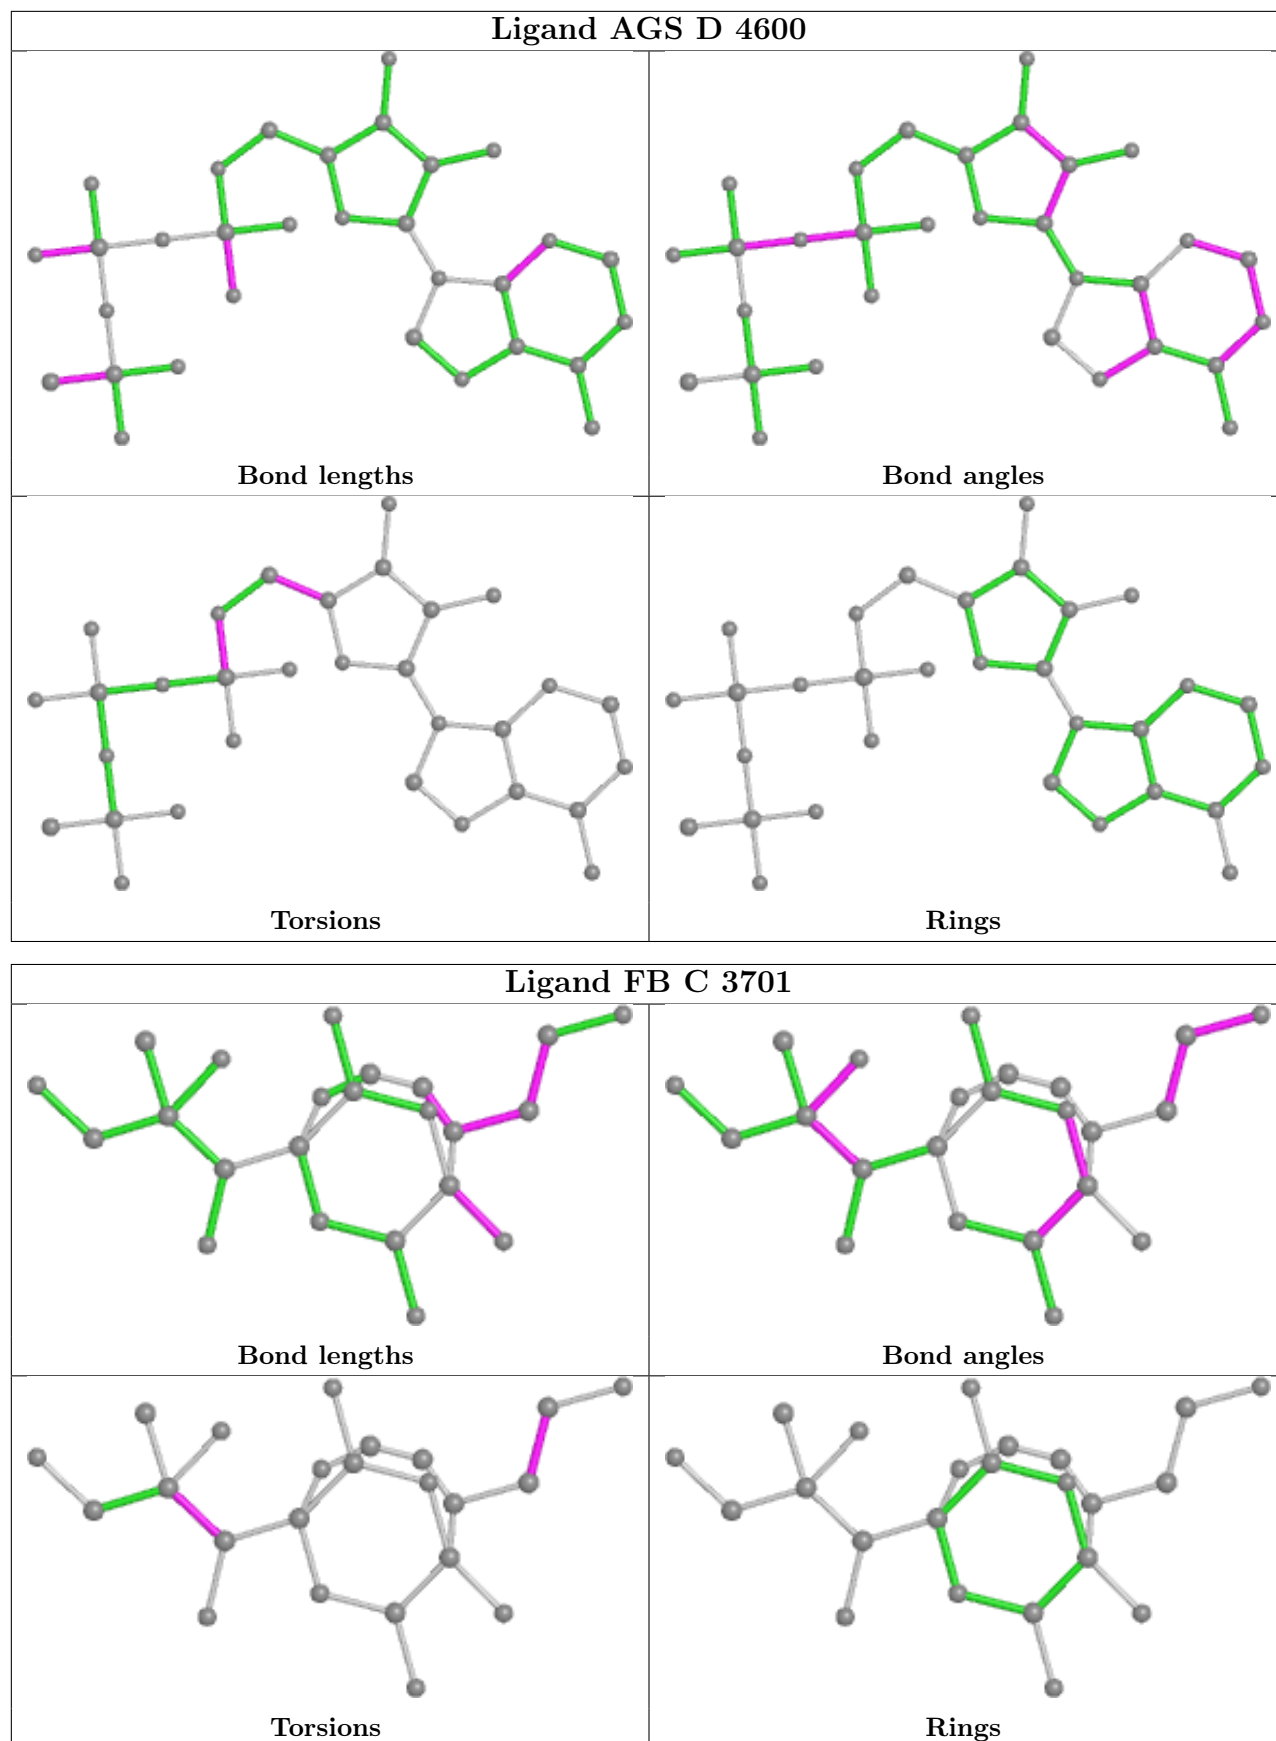 Ligand AGS D 4600
Bond lengths
Bond angles
Torsions
Rings
Ligand FB C 3701
Bond lengths
Bond angles
Torsions
Rings